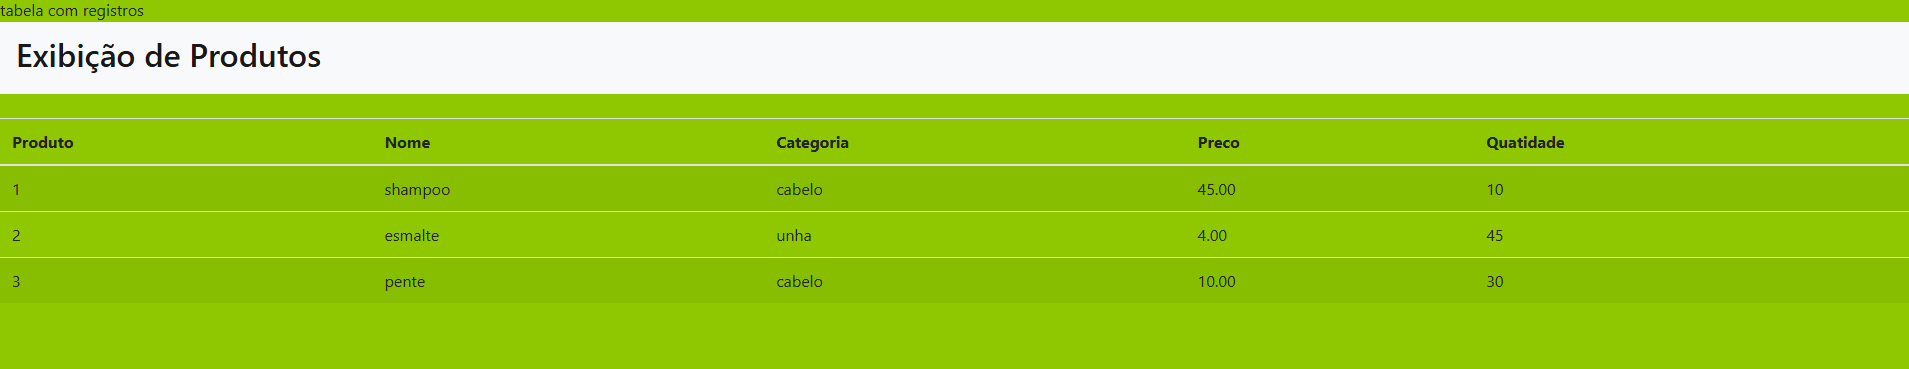 tabela com registros
Exibição de Produtos
Produto Nome Categoria Preco Quatidade
1 shampoo cabelo 45.00 10
2 esmalte unha 4.00 45
3 pente cabelo 10.00 30